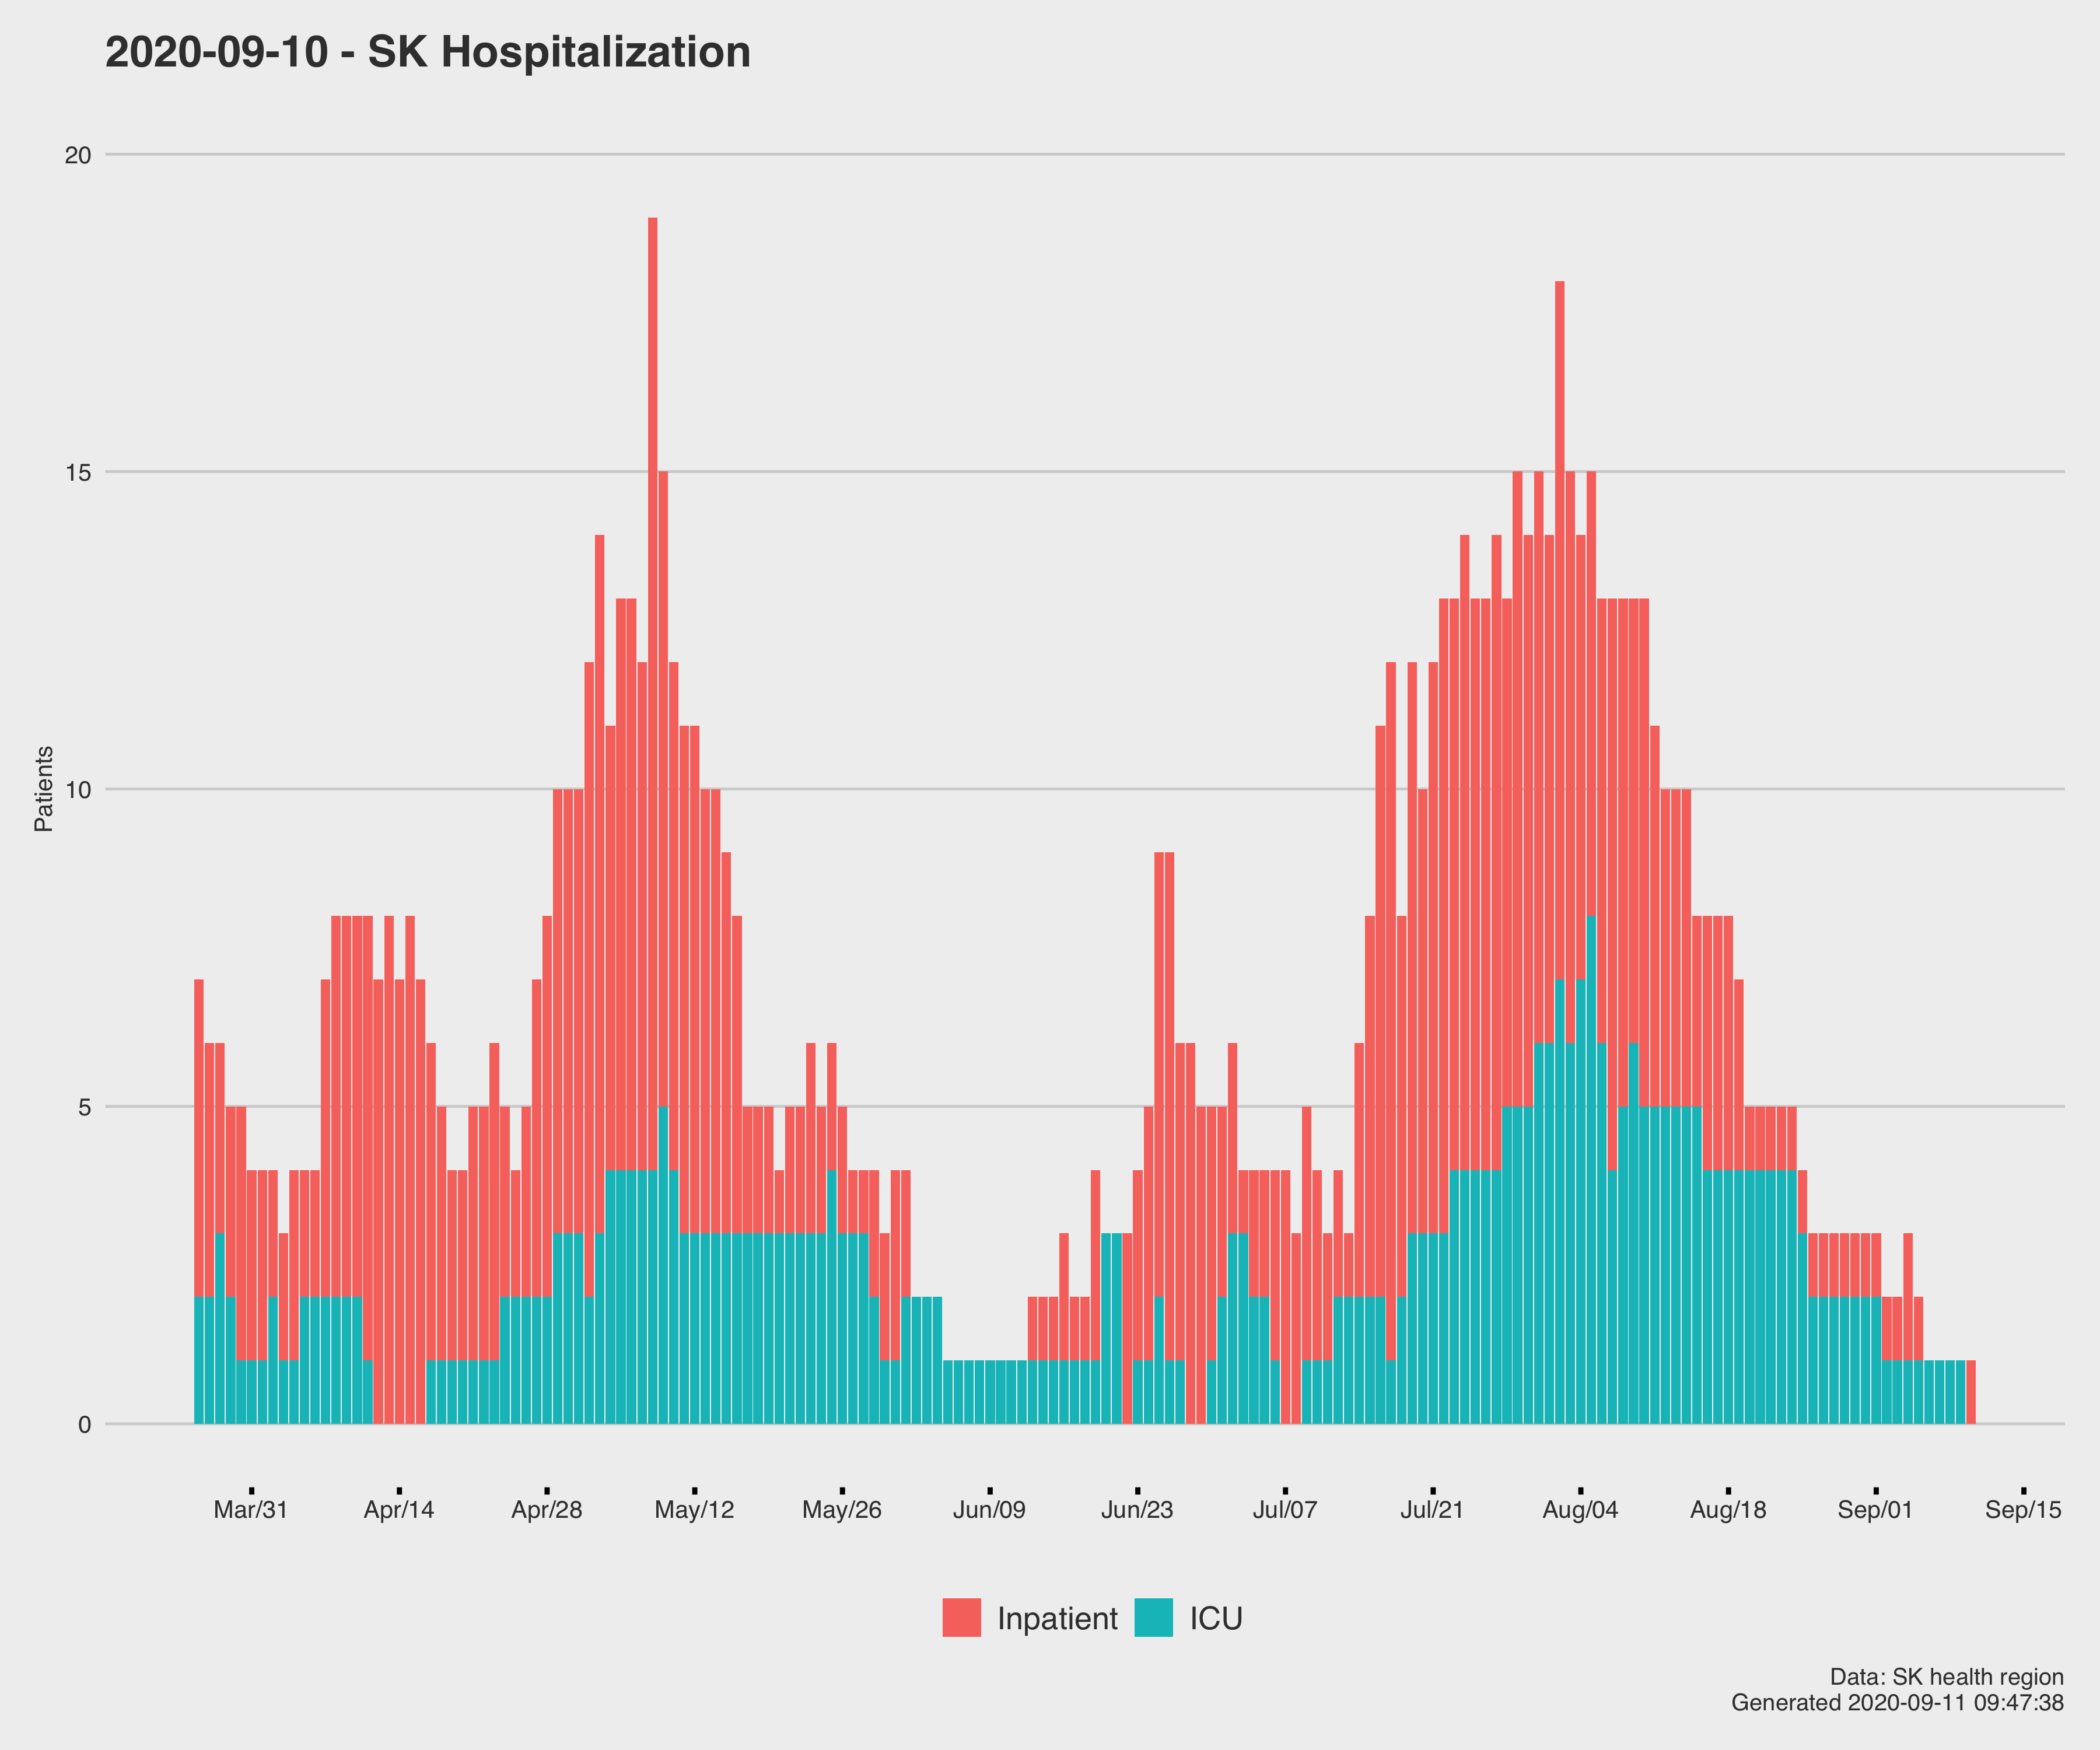 2020-09-10 - SK Hospitalization
20
15
10
5
0
Patients
Mar/31 Apr/14 Apr/28 May/12 May/26 Jun/09 Jun/23 Jul/07 Jul/21 Aug/04 Aug/18 Sep/01 Sep/15
Inpatient ICU
Data: SK health region
Generated 2020-09-11 09:47:38